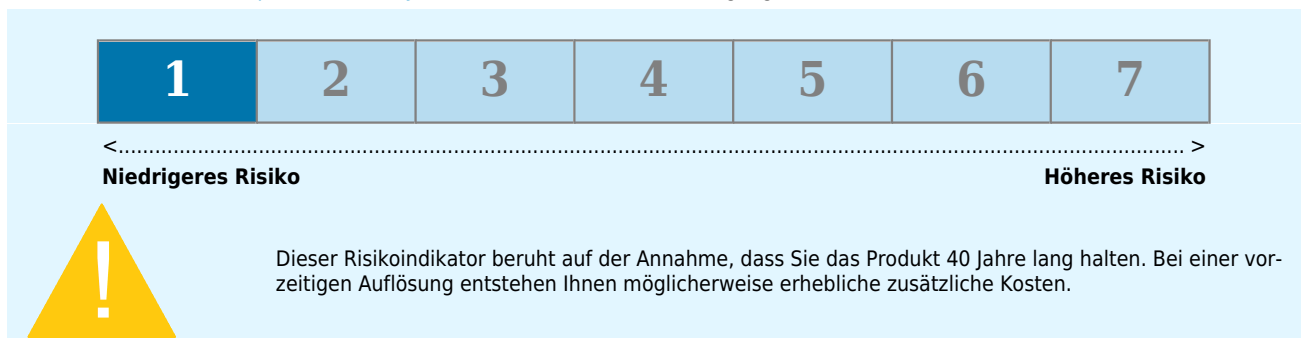 1 2 3 4 5 6 7
<.................................................................................................................................................................................... >
Niedrigeres Risiko Höheres Risiko
!
Dieser Risikoindikator beruht auf der Annahme, dass Sie das Produkt 40 Jahre lang halten. Bei einer vor-
zeitigen Auflösung entstehen Ihnen möglicherweise erhebliche zusätzliche Kosten.